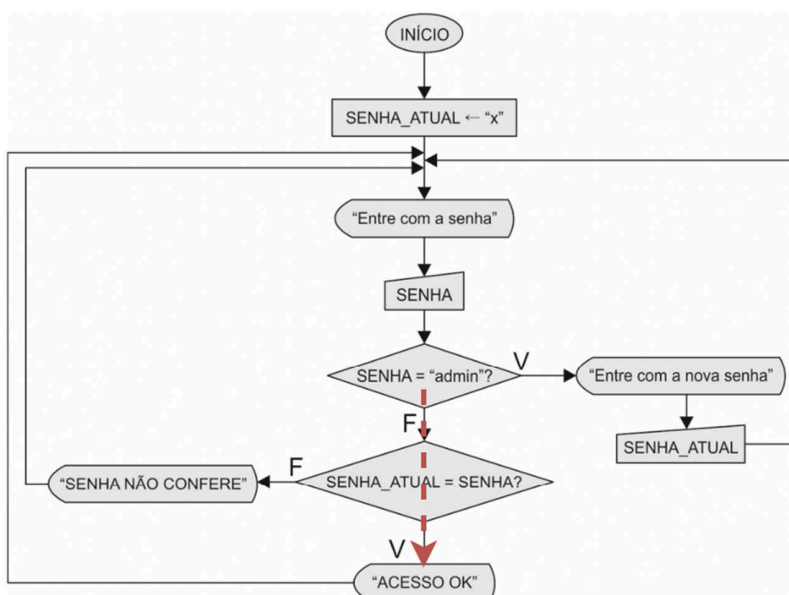 INÍCIO
SENHA_ATUAL ← “x”
“Entre com a senha”
SENHA
SENHA = “admin”?
V
“Entre com a nova senha”
F
SENHA_ATUAL
SENHA_ATUAL = SENHA?
F
“SENHA NÃO CONFERE”
V
“ACESSO OK”